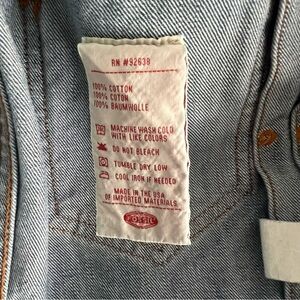 RN #92638
100% COTTON
100% COTON
100% BAUMWOLLE
MACHINE WASH COLD
WITH LIKE COLORS
DO NOT BLEACH
TUMBLE DRY LOW
COOL IRON IF NEEDED
MADE IN THE USA
OF IMPORTED MATERIALS
FOSSIL